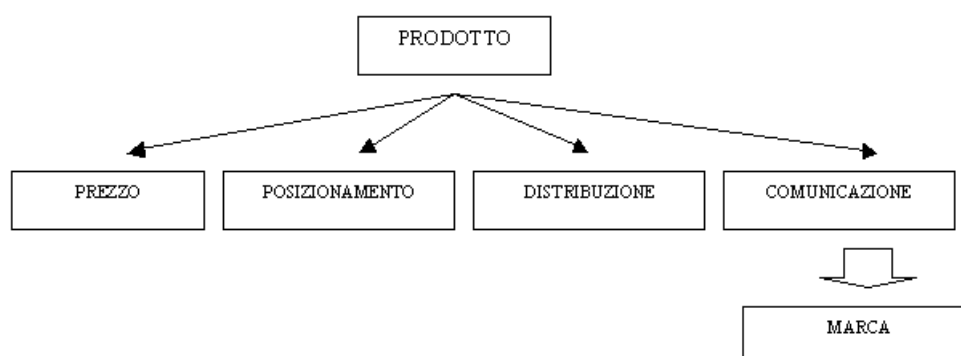 PRODOTTO
PREZZO
POSIZIONAMENTO
DISTRIBUZIONE
COMUNICAZIONE
MARCA